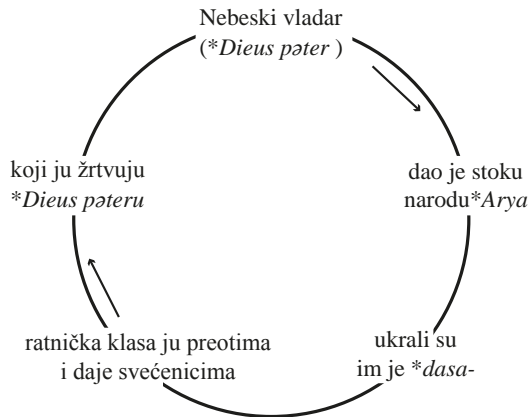 Nebeski vladar
(*Dieus pəter )
dao je stoku
narodu*Arya
ukrali su
im je *dasa-
ratnička klasa ju preotima
i daje svećenicima
koji ju žrtvuju
*Dieus pəteru